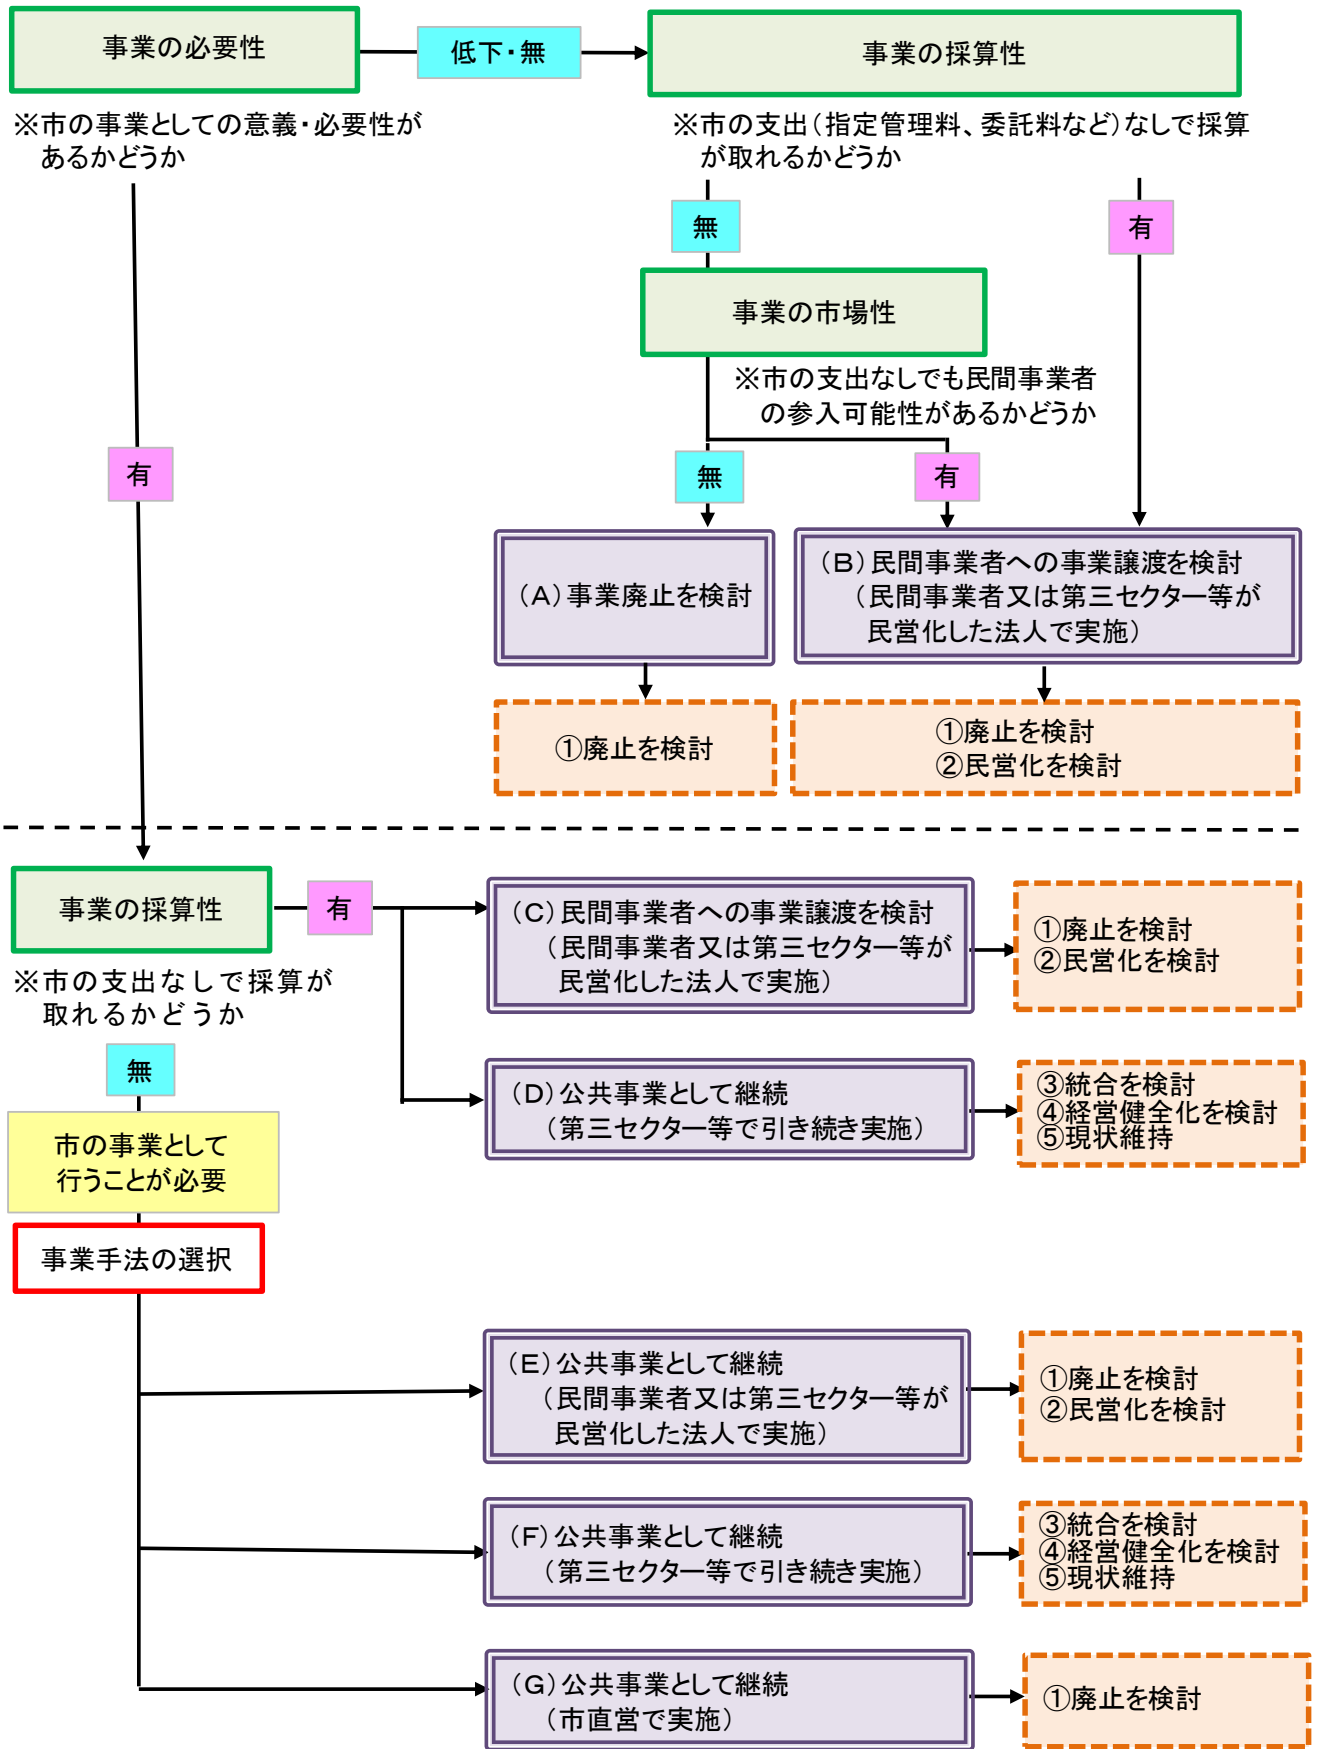 事業の必要性
低下・無
事業の採算性
※市の事業としての意義・必要性が
あるかどうか
※市の支出(指定管理料、委託料など)なしで採算
が取れるかどうか
無
有
事業の市場性
※市の支出なしでも民間事業者
の参入可能性があるかどうか
有
無
有
(A)事業廃止を検討
(B)民間事業者への事業譲渡を検討
(民間事業者又は第三セクター等が
民営化した法人で実施)
①廃止を検討
①廃止を検討
②民営化を検討
事業の採算性
有
(C)民間事業者への事業譲渡を検討
(民間事業者又は第三セクター等が
民営化した法人で実施)
①廃止を検討
②民営化を検討
※市の支出なしで採算が
取れるかどうか
無
(D)公共事業として継続
(第三セクター等で引き続き実施)
③統合を検討
④経営健全化を検討
⑤現状維持
市の事業として
行うことが必要
事業手法の選択
(E)公共事業として継続
(民間事業者又は第三セクター等が
民営化した法人で実施)
①廃止を検討
②民営化を検討
(F)公共事業として継続
(第三セクター等で引き続き実施)
③統合を検討
④経営健全化を検討
⑤現状維持
(G)公共事業として継続
(市直営で実施)
①廃止を検討